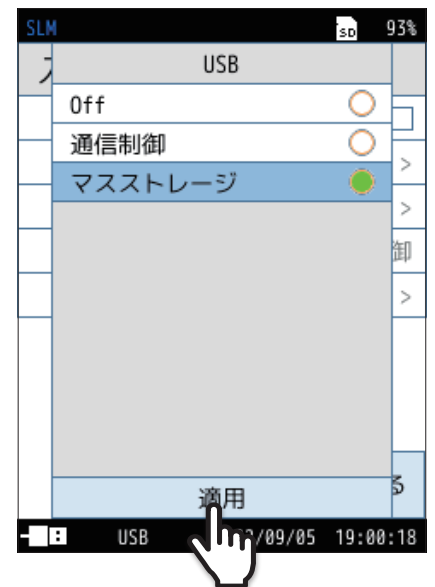 SLM SD 93%
USB
Off
通信制御
マスストレージ
御
適用
る
USB /09/05 19:00:18